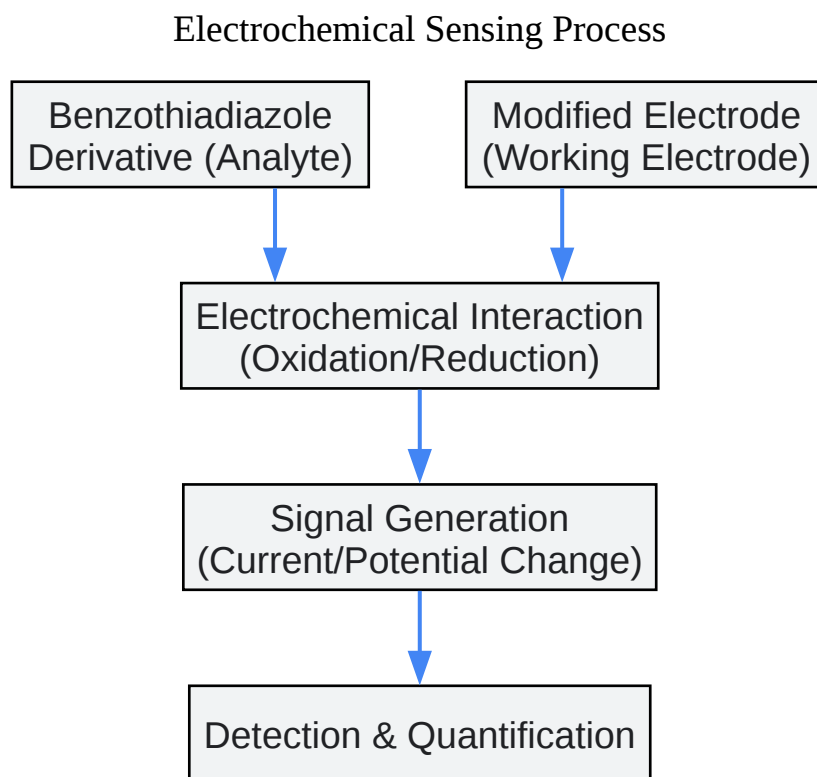 Electrochemical Sensing Process
Benzothiadiazole
Derivative (Analyte)
Modified Electrode
(Working Electrode)
Electrochemical Interaction
(Oxidation/Reduction)
Signal Generation
(Current/Potential Change)
Detection & Quantification